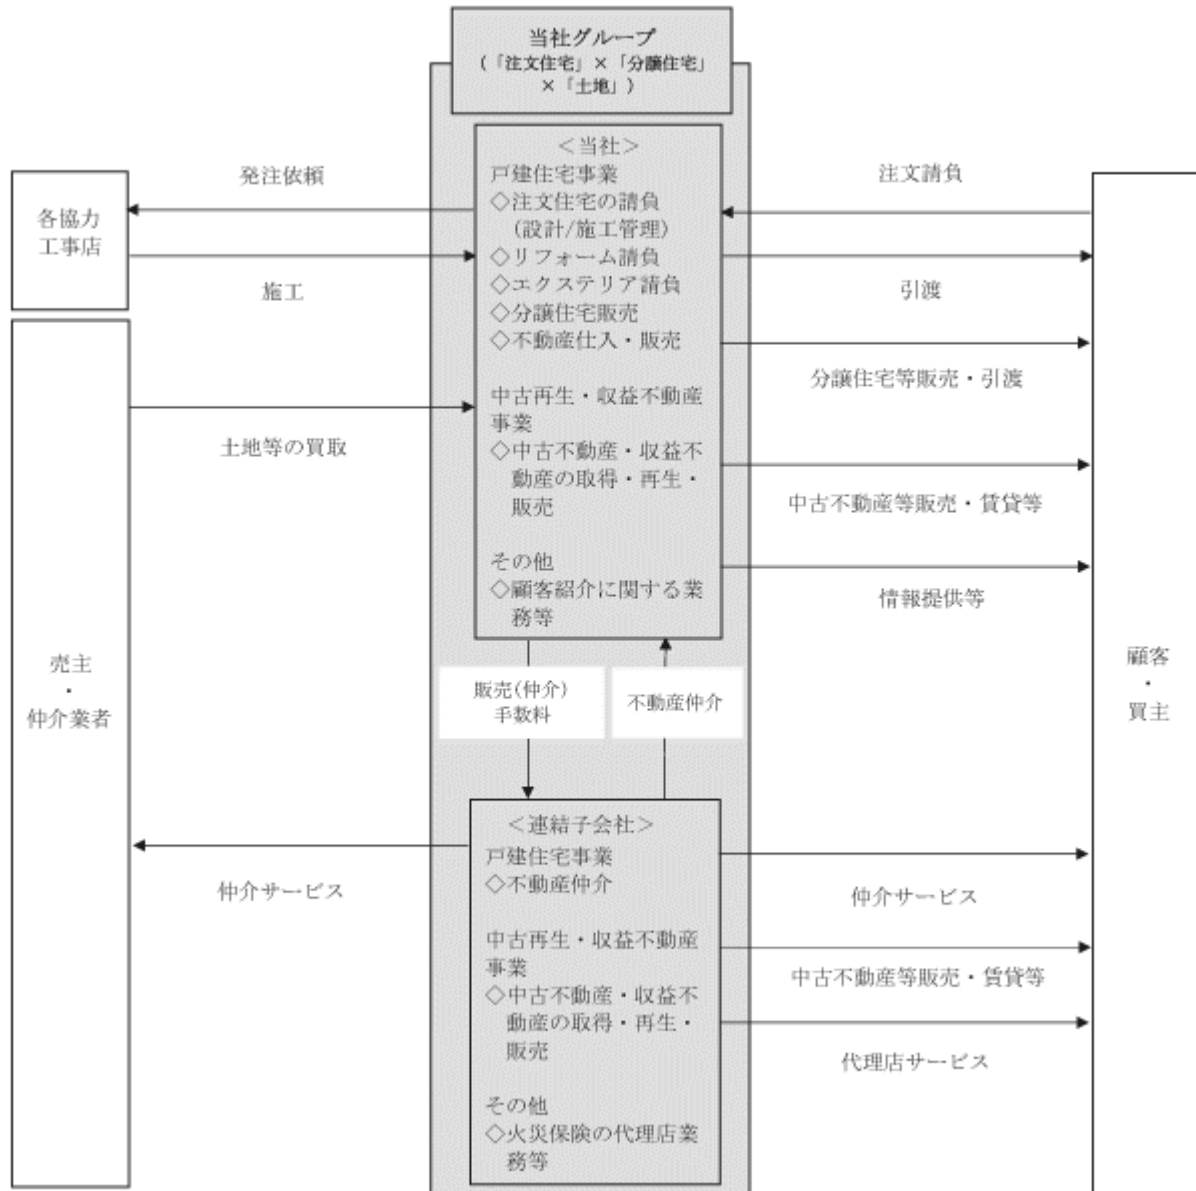 当社グループ
(「注文住宅」×「分譲住宅」
×「土地」)
各協力
工事店
発注依頼
施工
売主
・
仲介業者
土地等の買取
仲介サービス
＜当社＞
戸建住宅事業
◇注文住宅の請負
(設計/施工管理)
◇リフォーム請負
◇エクステリア請負
◇分譲住宅販売
◇不動産仕入・販売
中古再生・収益不動産
事業
◇中古不動産・収益不
動産の取得・再生・
販売
その他
◇顧客紹介に関する業
務等
販売(仲介)
手数料
不動産仲介
＜連結子会社＞
戸建住宅事業
◇不動産仲介
中古再生・収益不動産
事業
◇中古不動産・収益不
動産の取得・再生・
販売
その他
◇火災保険の代理店業
務等
注文請負
引渡
分譲住宅等販売・引渡
中古不動産等販売・賃貸等
情報提供等
仲介サービス
中古不動産等販売・賃貸等
代理店サービス
顧客
・
買主